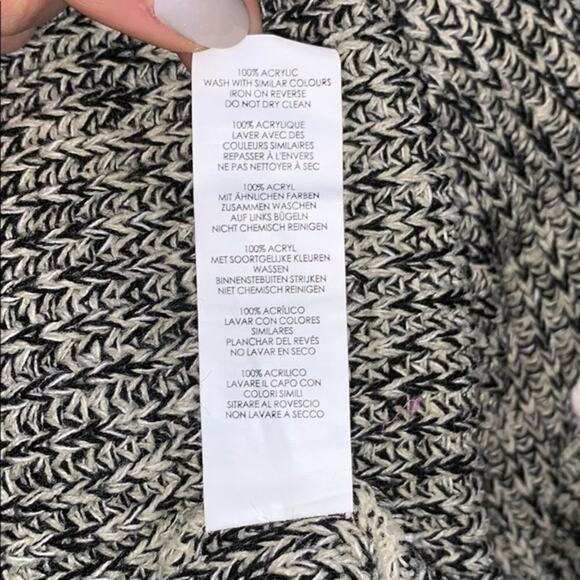 100% ACRYLIC
WASH WITH SIMILAR COLOURS
IRON ON REVERSE
DO NOT DRY CLEAN
100% ACRYLIQUE
LAVER AVEC DES
COULEURS SIMILAIRES
REPASSER À L'ENVERS
NE PAS NETTOYER À SEC
100% ACRYL
MIT ÄHNLICHEN FARBEN
ZUSAMMEN WASCHEN
AUF LINKS BÜGELN
NICHT CHEMISCH REINIGEN
100% ACRYL
MET SOORTGELIJKE KLEUREN
WASSEN
BINNENSTEBUITEN STRIJKEN
NIET CHEMISCH REINIGEN
100% ACRÍLICO
LAVAR CON COLORES
SIMILARES
PLANCHAR DEL REVÉS
NO LAVAR EN SECO
100% ACRILICO
LAVARE IL CAPO CON
COLORI SIMILI
SITRARE AL ROVESCIO
NON LAVARE A SECCO